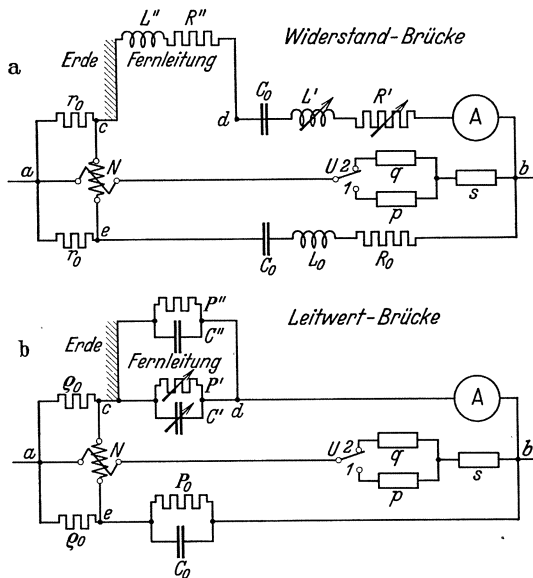 a
L" R"
Widerstand-Brücke
Erde Fernleitung
r₀ c d C₀ L' R' A
a N U 2 q b
1 p s
r₀ e C₀ L₀ R₀
b
P"
Leitwert-Brücke
C"
Erde Fernleitung
ϱ₀ c P' d A
C'
a N U 2 q b
1 p s
ϱ₀ e P₀
C₀